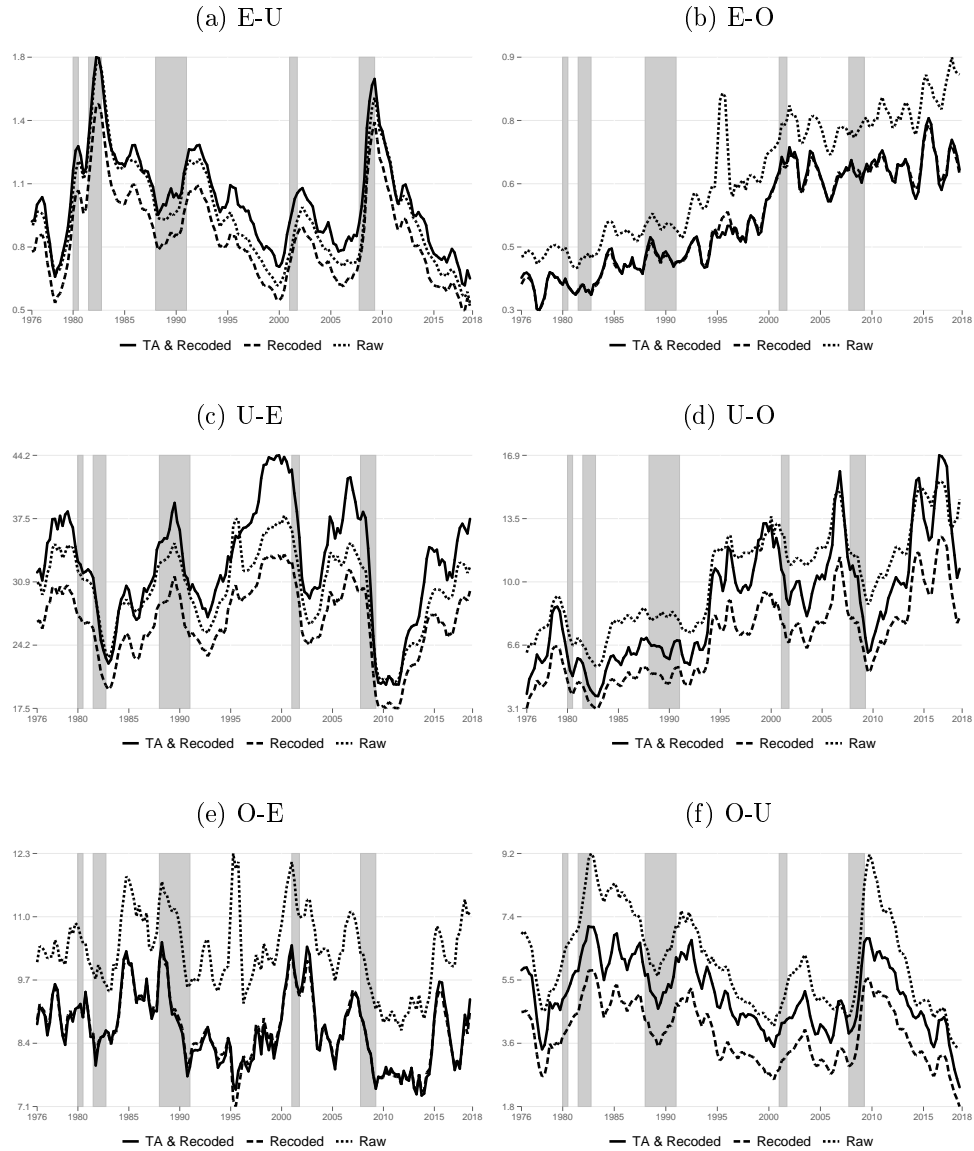 (a) E-U
(b) E-O
1.8
1.4
1.1
0.8
0.5
1976 1980 1985 1990 1995 2000 2005 2010 2015 2018
TA & Recoded Recoded Raw
0.9
0.8
0.6
0.5
0.3
1976 1980 1985 1990 1995 2000 2005 2010 2015 2018
TA & Recoded Recoded Raw
(c) U-E
(d) U-O
44.2
37.5
30.9
24.2
17.5
1976 1980 1985 1990 1995 2000 2005 2010 2015 2018
TA & Recoded Recoded Raw
16.9
13.5
10.0
6.6
3.1
1976 1980 1985 1990 1995 2000 2005 2010 2015 2018
TA & Recoded Recoded Raw
(e) O-E
(f) O-U
12.3
11.0
9.7
8.4
7.1
1976 1980 1985 1990 1995 2000 2005 2010 2015 2018
TA & Recoded Recoded Raw
9.2
7.4
5.5
3.6
1.8
1976 1980 1985 1990 1995 2000 2005 2010 2015 2018
TA & Recoded Recoded Raw